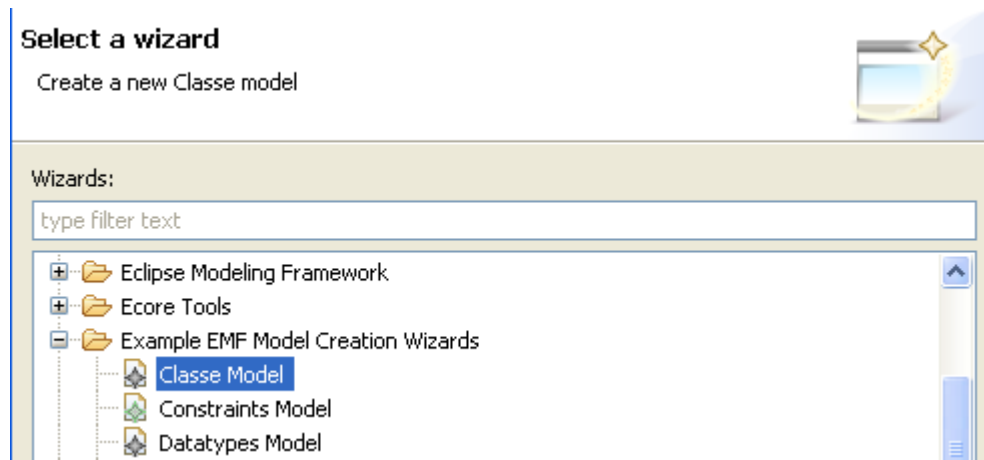 Select a wizard
Create a new Classe model
Wizards:
type filter text
Eclipse Modeling Framework
Ecore Tools
Example EMF Model Creation Wizards
Classe Model
Constraints Model
Datatypes Model